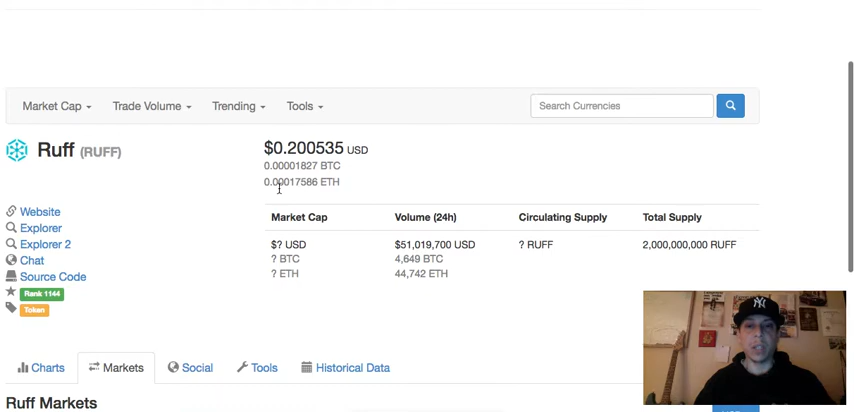 Market Cap Trade Volume Trending Tools Search Currencies
Ruff (RUFF)
$0.200535 USD
0.00001827 BTC
0.00017586 ETH
Website
Explorer
Explorer 2
Chat
Source Code
Rank 1144
Token
Market Cap Volume (24h) Circulating Supply Total Supply
$? USD $51,019,700 USD ? RUFF 2,000,000,000 RUFF
? BTC 4,649 BTC
? ETH 44,742 ETH
Charts Markets Social Tools Historical Data
Ruff Markets